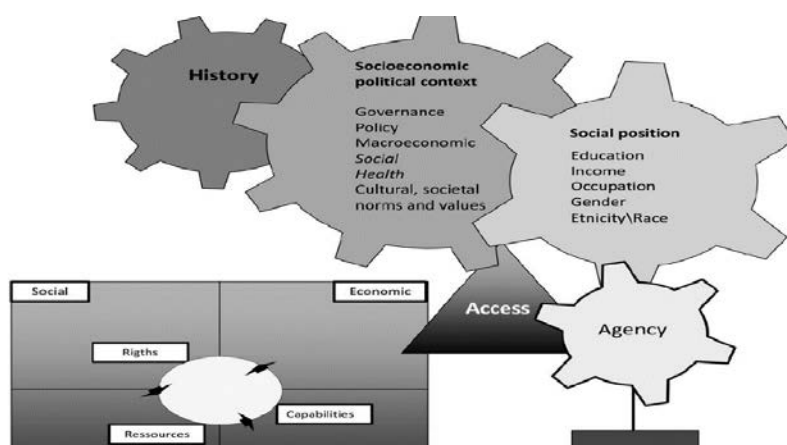 History
Socioeconomic
political context
Governance
Policy
Macroeconomic
Social
Health
Cultural, societal
norms and values
Social position
Education
Income
Occupation
Gender
Etnicity\Race
Access
Agency
Social
Economic
Rigths
Capabilities
Ressources